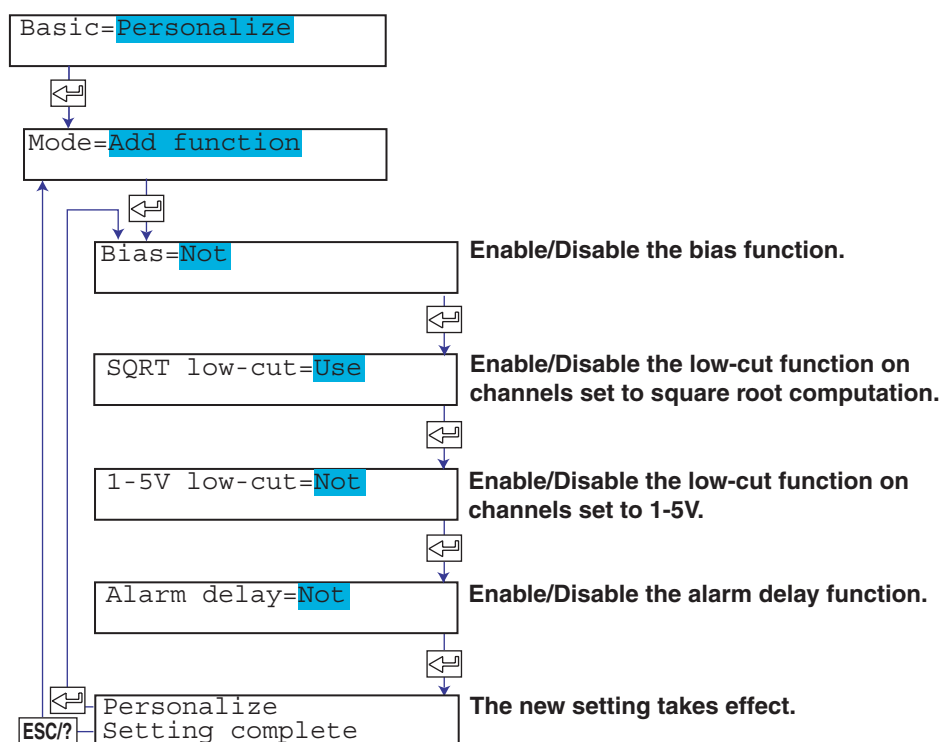 Basic=Personalize
Mode=Add function
Bias=Not
Enable/Disable the bias function.
SQRT low-cut=Use
Enable/Disable the low-cut function on
channels set to square root computation.
1-5V low-cut=Not
Enable/Disable the low-cut function on
channels set to 1-5V.
Alarm delay=Not
Enable/Disable the alarm delay function.
Personalize
Setting complete
The new setting takes effect.
ESC/?